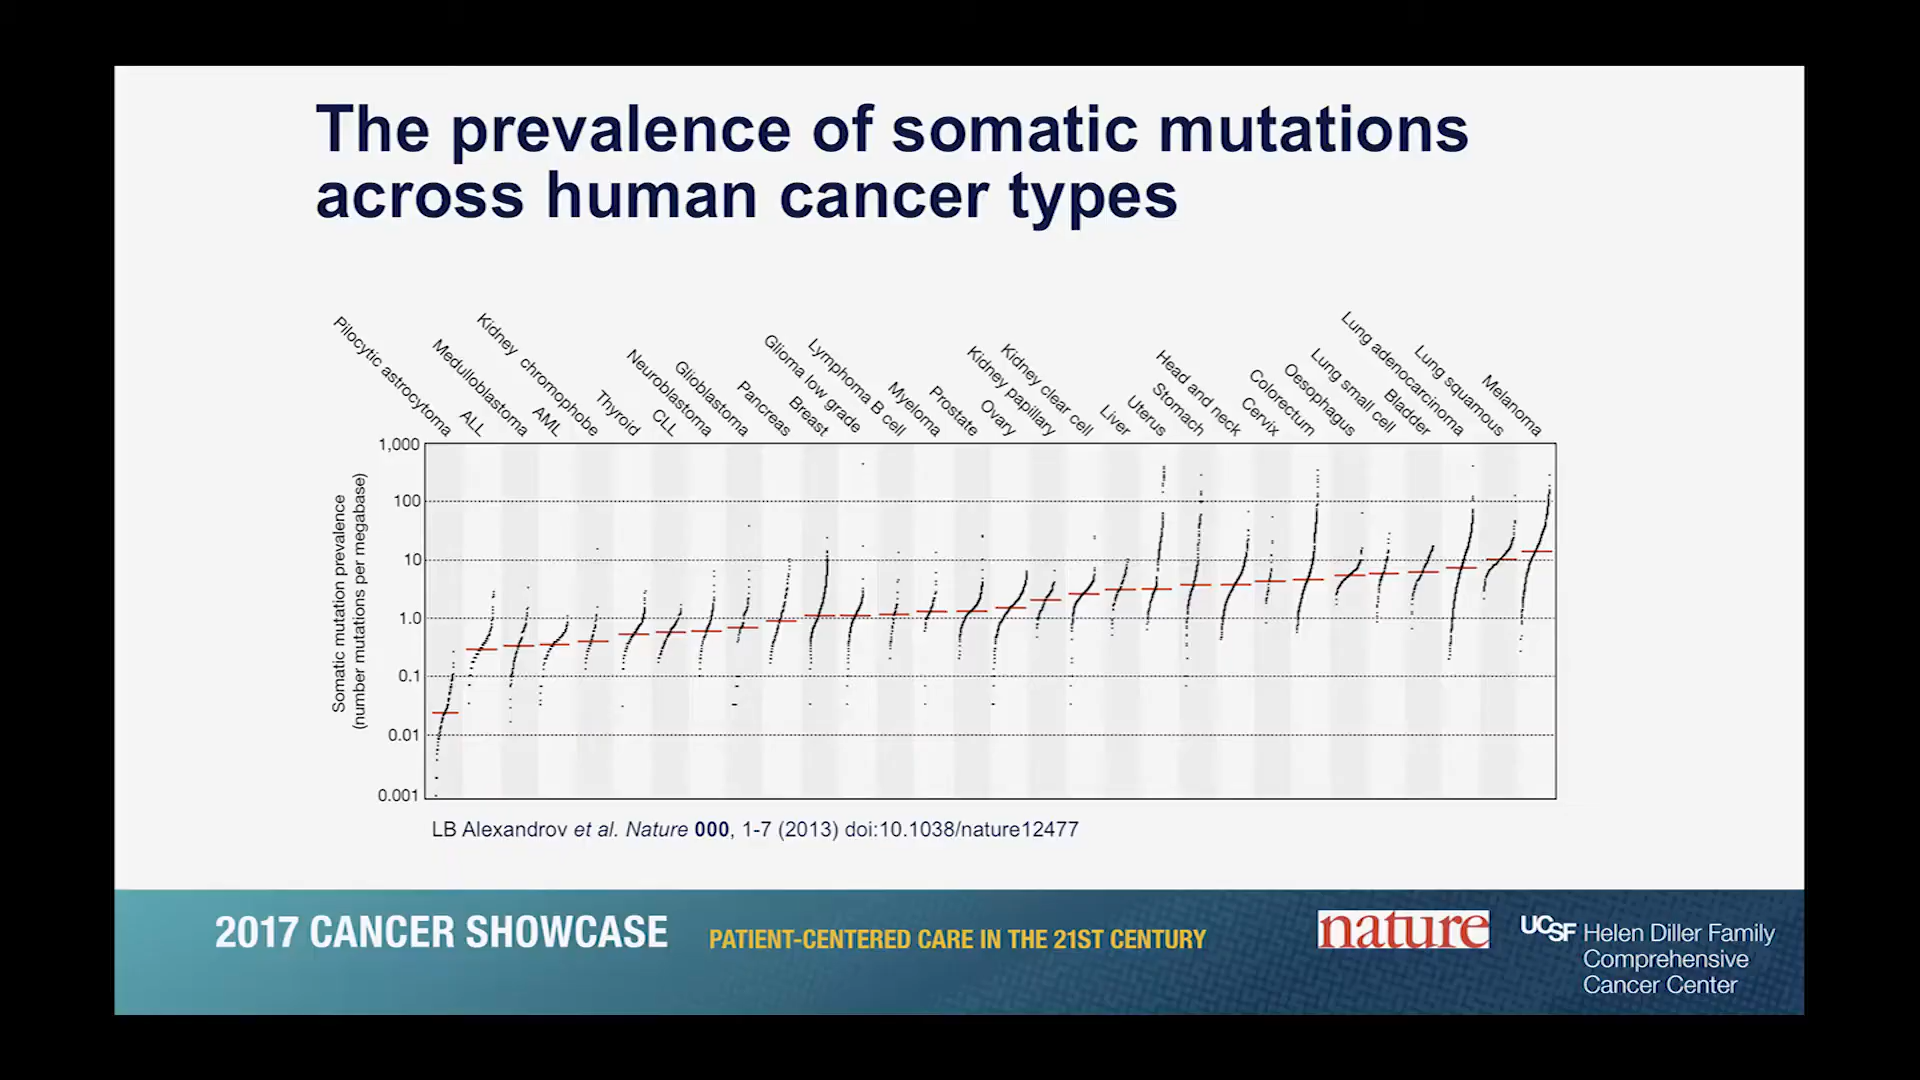 The prevalence of somatic mutations
across human cancer types
Pilocytic astrocytoma
ALL
Medulloblastoma
AML
Kidney chromophobe
Thyroid
CLL
Neuroblastoma
Glioblastoma
Pancreas
Breast
Glioma low grade
Lymphoma B cell
Myeloma
Prostate
Ovary
Kidney papillary
Kidney clear cell
Liver
Uterus
Stomach
Head and neck
Cervix
Colorectum
Oesophagus
Lung small cell
Bladder
Lung adenocarcinoma
Lung squamous
Melanoma
Somatic mutation prevalence
(number mutations per megabase)
1,000
100
10
1.0
0.1
0.01
0.001
LB Alexandrov et al. Nature 000, 1-7 (2013) doi:10.1038/nature12477
2017 CANCER SHOWCASE
PATIENT-CENTERED CARE IN THE 21ST CENTURY
nature
UCSF Helen Diller Family
Comprehensive
Cancer Center